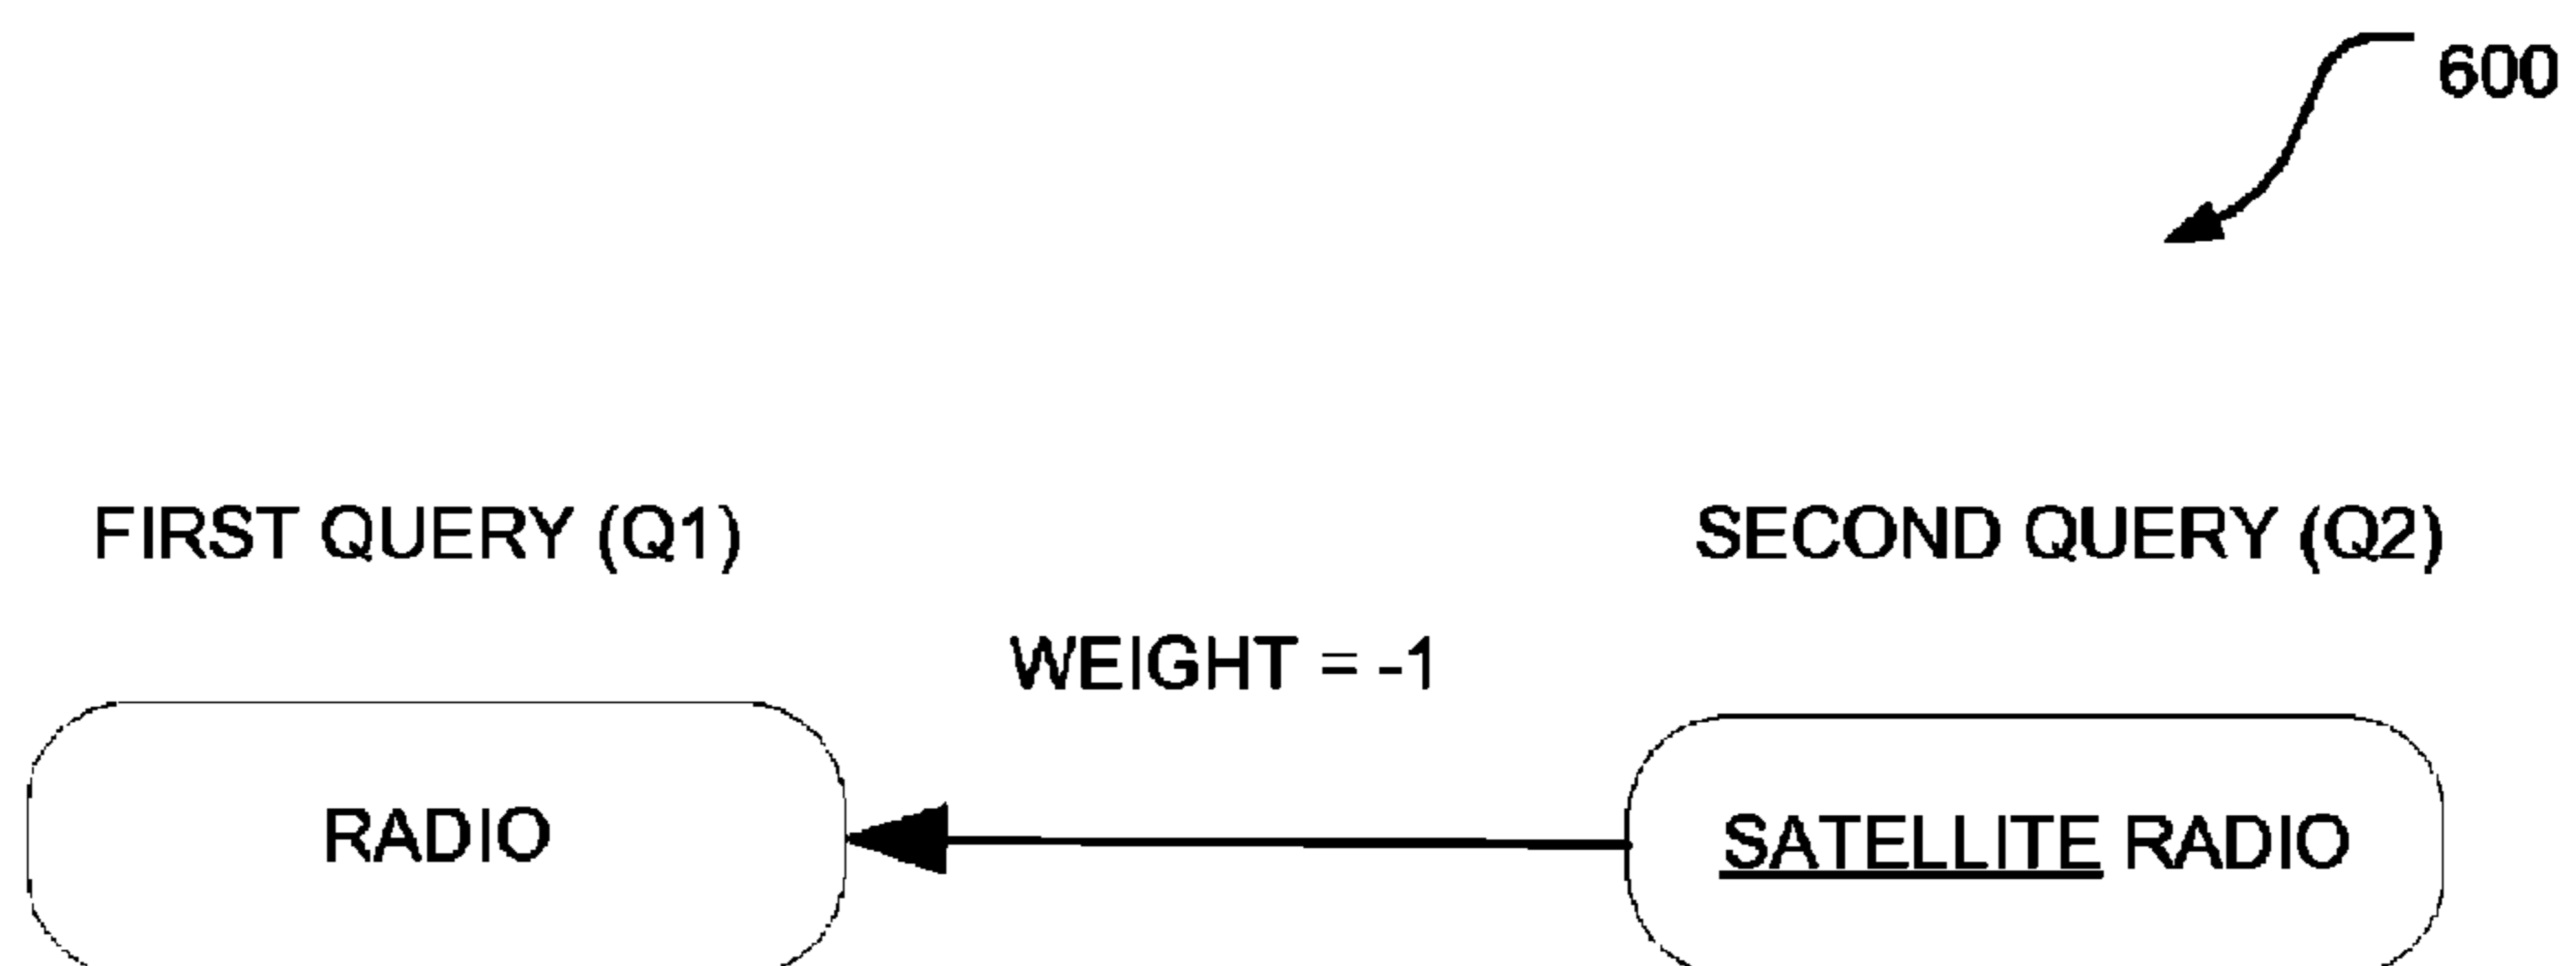 600
FIRST QUERY (Q1)
SECOND QUERY (Q2)
WEIGHT = -1
RADIO
SATELLITE RADIO